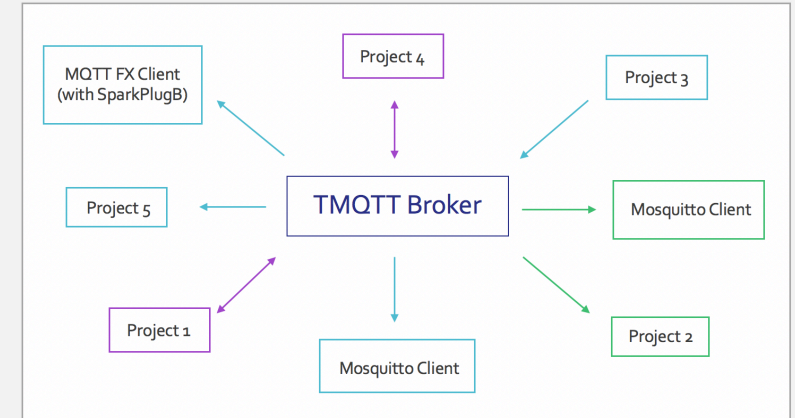 Project 4
MQTT FX Client
(with SparkPlugB)
Project 3
Project 5
TMQTT Broker
Mosquitto Client
Project 1
Project 2
Mosquitto Client